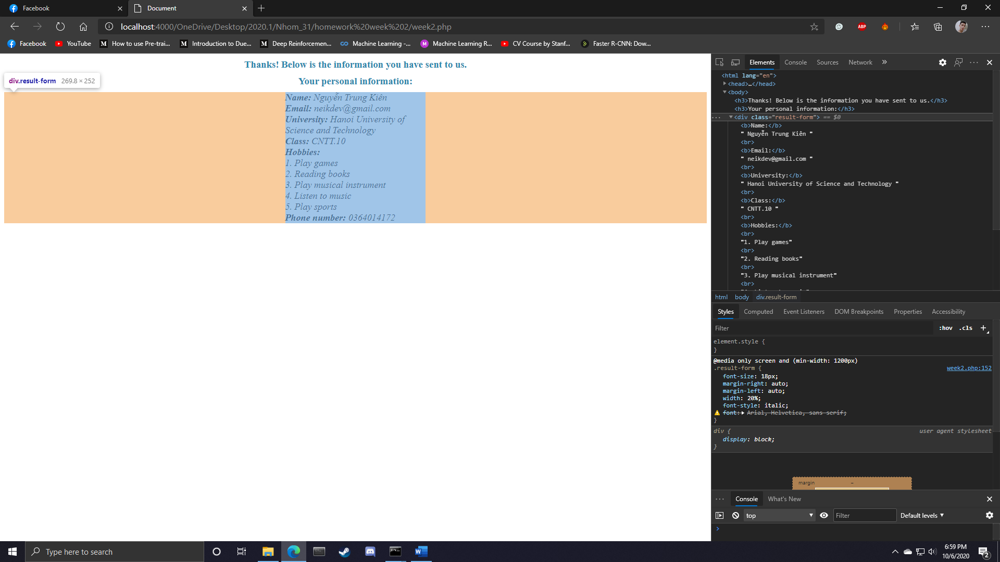 Facebook
Document
localhost:4000/OneDrive/Desktop/2020.1/Nhom_31/homework%20week%202/week2.php
ABP
Facebook
YouTube
How to use Pre-trai...
Introduction to Due...
Deep Reinforcemen...
Machine Learning -...
Machine Learning R...
CV Course by Stanf...
Faster R-CNN: Dow...
Thanks! Below is the information you have sent to us.
Your personal information:
div.result-form 269.8 × 252
Name: Nguyễn Trung Kiên
Email: neikdev@gmail.com
University: Hanoi University of
Science and Technology
Class: CNTT.10
Hobbies:
1. Play games
2. Reading books
3. Play musical instrument
4. Listen to music
5. Play sports
Phone number: 0364014172
Elements Console Sources Network
<html lang="en">
<head>…</head>
<body>
<h3>Thanks! Below is the information you have sent to us.</h3>
<h3>Your personal information:</h3>
<div class="result-form"> == $0
<b>Name:</b>
" Nguyễn Trung Kiên "
<br>
<b>Email:</b>
" neikdev@gmail.com "
<br>
<b>University:</b>
" Hanoi University of Science and Technology "
<br>
<b>Class:</b>
" CNTT.10 "
<br>
<b>Hobbies:</b>
<br>
"1. Play games"
<br>
"2. Reading books"
<br>
"3. Play musical instrument"
<br>
html body div.result-form
Styles Computed Event Listeners DOM Breakpoints Properties Accessibility
Filter :hov .cls +
element.style {
}
@media only screen and (min-width: 1200px)
.result-form { week2.php:152
font-size: 18px;
margin-right: auto;
margin-left: auto;
width: 20%;
font-style: italic;
font: Arial, Helvetica, sans-serif;
}
div { user agent stylesheet
display: block;
}
margin –
Console What's New
top Filter Default levels
Type here to search
6:59 PM
10/6/2020
2